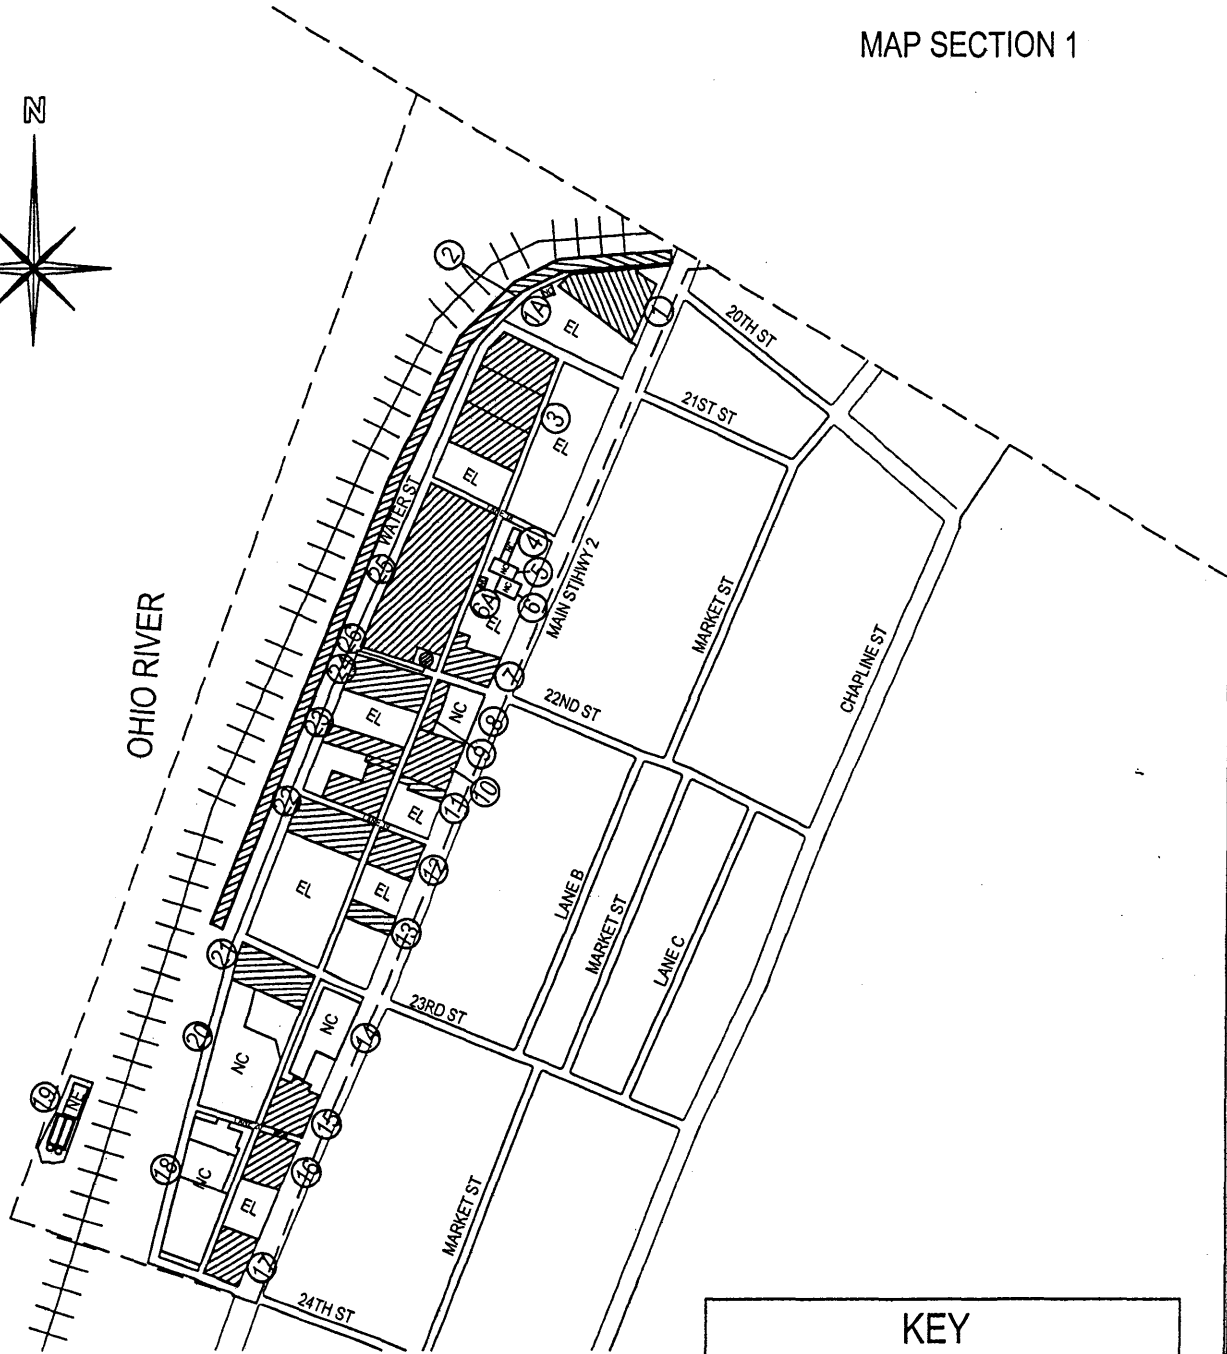 MAP SECTION 1
N
2
1A
EL
1
20TH ST
21ST ST
3
EL
EL
WATER ST
25
4
5
6
6A
EL
MAIN ST/HWY 2
MARKET ST
CHAPLINE ST
OHIO RIVER
26
24
7
22ND ST
23
EL
NC
8
9
10
11
EL
22
12
EL
EL
13
LANE B
MARKET ST
LANE C
21
23RD ST
20
NC
NC
14
19
NE
15
18
NC
16
EL
MARKET ST
17
24TH ST
KEY